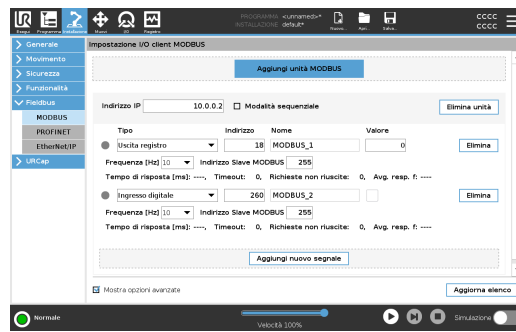 PROGRAMMA <unnamed>*
INSTALLAZIONE default*
CCCC
CCCC
Esegui Programma Installazione Muovi I/O Registro Nuovo... Apri... Salva...
Generale
Movimento
Sicurezza
Funzionalità
Fieldbus
MODBUS
PROFINET
EtherNet/IP
URCap
Impostazione I/O client MODBUS
Aggiungi unità MODBUS
Indirizzo IP 10.0.0.2 Modalità sequenziale Elimina unità
Tipo Indirizzo Nome Valore
Uscita registro 18 MODBUS_1 0 Elimina
Frequenza [Hz] 10 Indirizzo Slave MODBUS 255
Tempo di risposta [ms]: ----, Timeout: 0, Richieste non riuscite: 0, Avg. resp. f: ----
Ingresso digitale 260 MODBUS_2 Elimina
Frequenza [Hz] 10 Indirizzo Slave MODBUS 255
Tempo di risposta [ms]: ----, Timeout: 0, Richieste non riuscite: 0, Avg. resp. f: ----
Aggiungi nuovo segnale
Mostra opzioni avanzate Aggiorna elenco
Normale
Velocità 100%
Simulazione